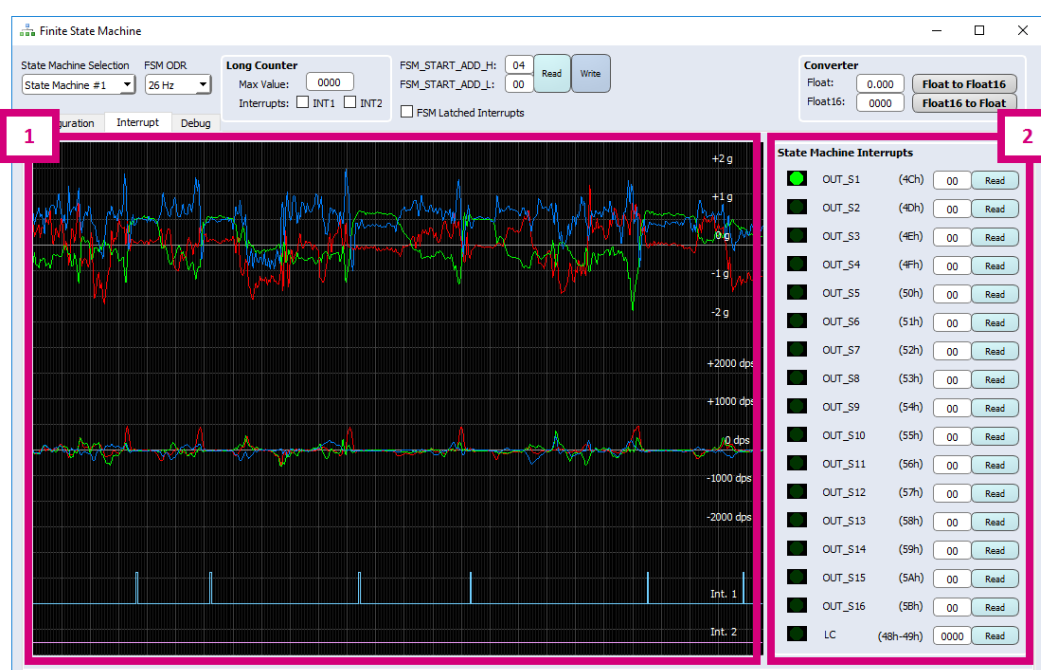 Finite State Machine
State Machine Selection FSM ODR
State Machine #1 26 Hz
Long Counter
Max Value: 0000
Interrupts: INT1 INT2
FSM_START_ADD_H: 04
FSM_START_ADD_L: 00
Read Write
FSM Latched Interrupts
Converter
Float: 0.000 Float to Float16
Float16: 0000 Float16 to Float
Interrupt Debug
1
+2 g
+1 g
0 g
-1 g
-2 g
+2000 dps
+1000 dps
0 dps
-1000 dps
-2000 dps
Int. 1
Int. 2
2
State Machine Interrupts
OUT_S1 (4Ch) 00 Read
OUT_S2 (4Dh) 00 Read
OUT_S3 (4Eh) 00 Read
OUT_S4 (4Fh) 00 Read
OUT_S5 (50h) 00 Read
OUT_S6 (51h) 00 Read
OUT_S7 (52h) 00 Read
OUT_S8 (53h) 00 Read
OUT_S9 (54h) 00 Read
OUT_S10 (55h) 00 Read
OUT_S11 (56h) 00 Read
OUT_S12 (57h) 00 Read
OUT_S13 (58h) 00 Read
OUT_S14 (59h) 00 Read
OUT_S15 (5Ah) 00 Read
OUT_S16 (5Bh) 00 Read
LC (48h-49h) 0000 Read